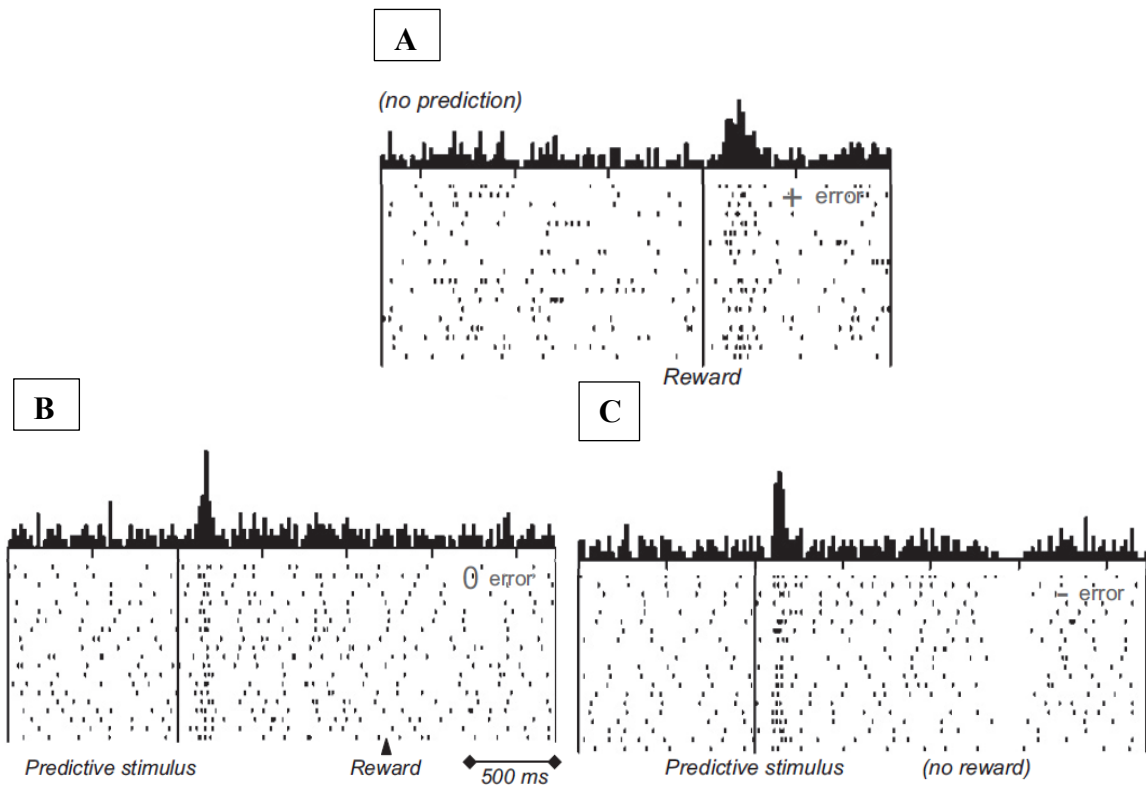 A
(no prediction)
+ error
Reward
B
0 error
Predictive stimulus
Reward
500 ms
C
- error
Predictive stimulus
(no reward)